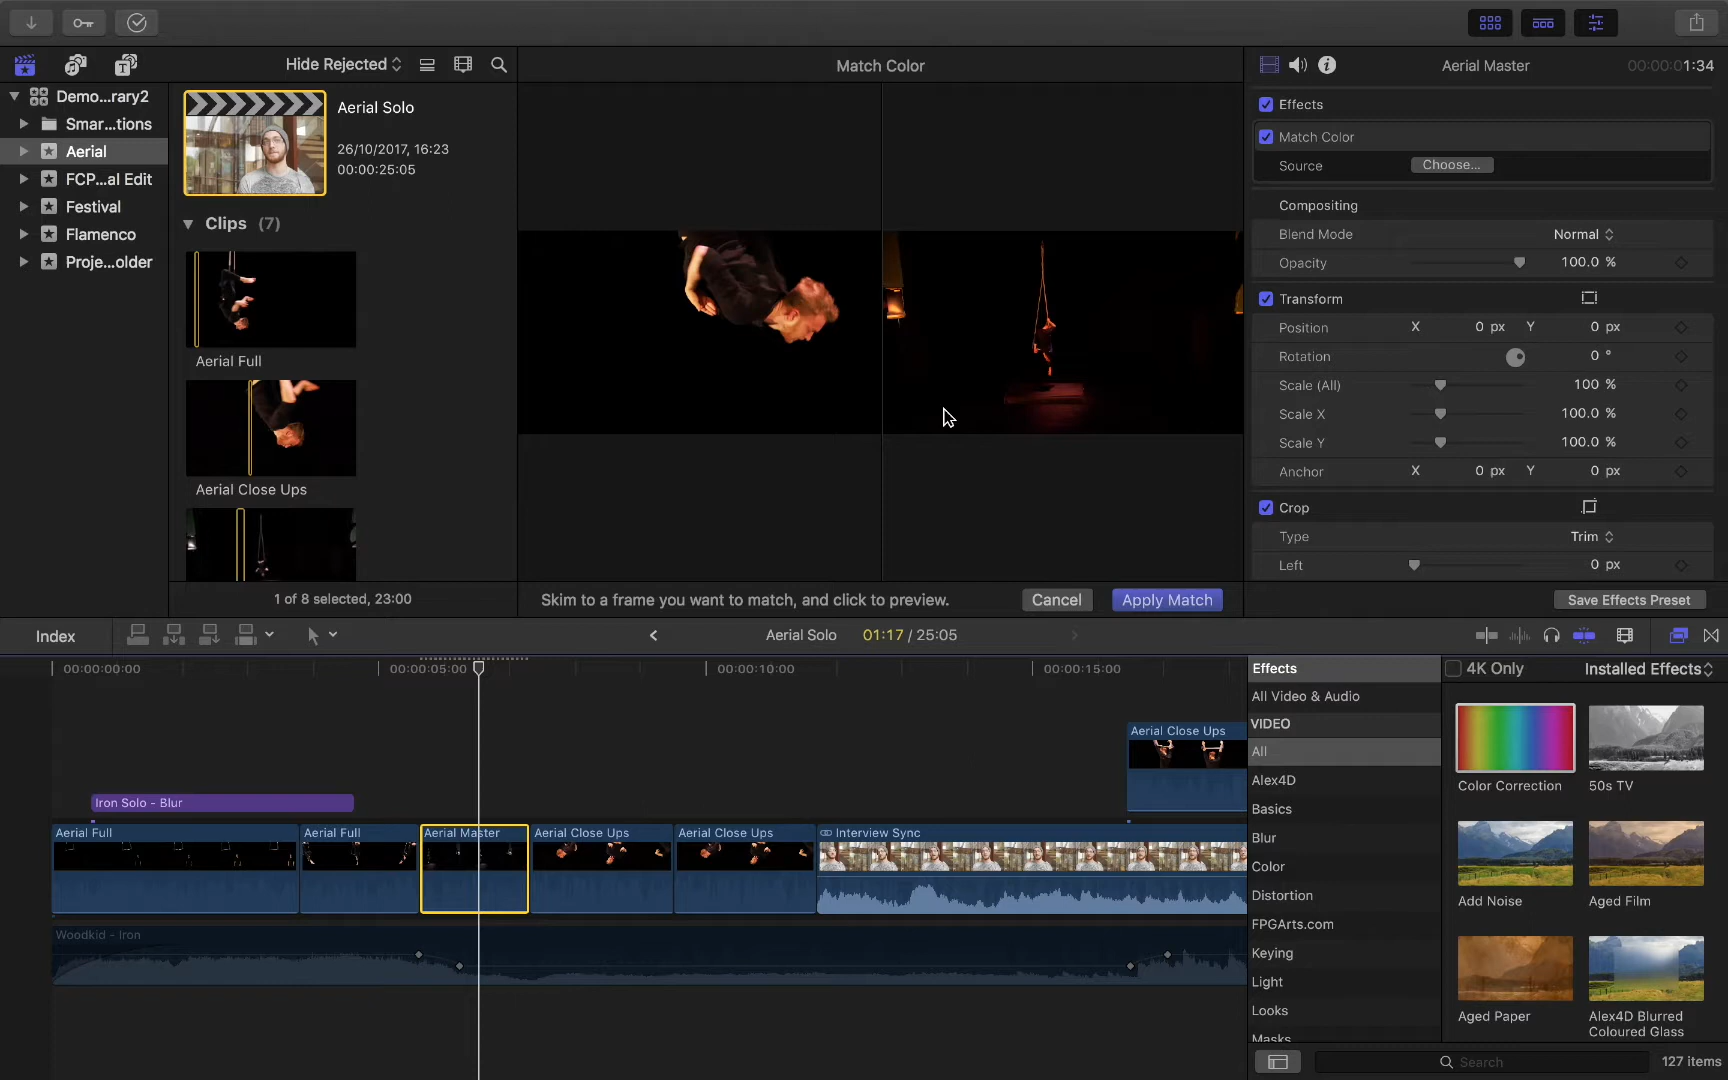 Hide Rejected
Match Color
Aerial Master
00:00:01:34
Demo...rary2
Smar...tions
Aerial
FCP...al Edit
Festival
Flamenco
Proje...older
Aerial Solo
26/10/2017, 16:23
00:00:25:05
Clips (7)
Aerial Full
Aerial Close Ups
1 of 8 selected, 23:00
Skim to a frame you want to match, and click to preview.
Cancel
Apply Match
Effects
Match Color
Source
Choose...
Compositing
Blend Mode
Normal
Opacity
100.0 %
Transform
Position X 0 px Y 0 px
Rotation 0 °
Scale (All) 100 %
Scale X 100.0 %
Scale Y 100.0 %
Anchor X 0 px Y 0 px
Crop
Type Trim
Left 0 px
Save Effects Preset
Index
Aerial Solo 01:17 / 25:05
00:00:00:00
00:00:05:00
00:00:10:00
00:00:15:00
Aerial Close Ups
Iron Solo - Blur
Aerial Full
Aerial Full
Aerial Master
Aerial Close Ups
Aerial Close Ups
Interview Sync
Woodkid - Iron
Effects
All Video & Audio
VIDEO
All
Alex4D
Basics
Blur
Color
Distortion
FPGArts.com
Keying
Light
Looks
Masks
4K Only
Installed Effects
Color Correction
50s TV
Add Noise
Aged Film
Aged Paper
Alex4D Blurred
Coloured Glass
Search
127 items